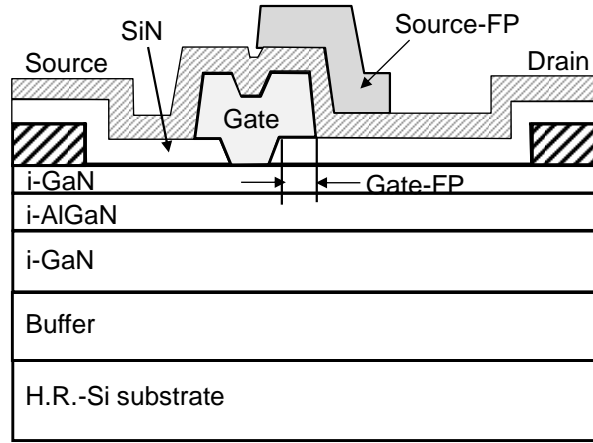 SiN
Source-FP
Source
Drain
Gate
i-GaN
Gate-FP
i-AlGaN
i-GaN
Buffer
H.R.-Si substrate